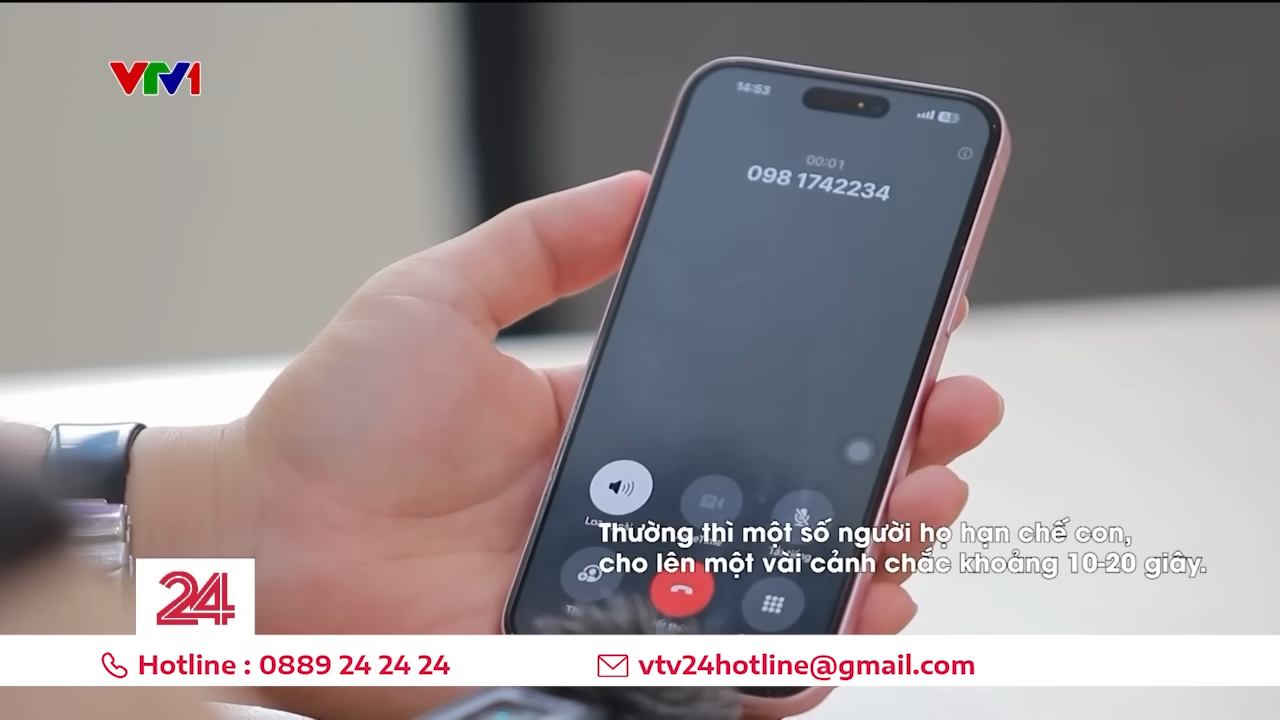 VTV1
14:53
00:01
098 1742234
Thường thì một số người họ hạn chế con,
cho lên một vài cảnh chắc khoảng 10-20 giây.
24
Hotline : 0889 24 24 24
vtv24hotline@gmail.com